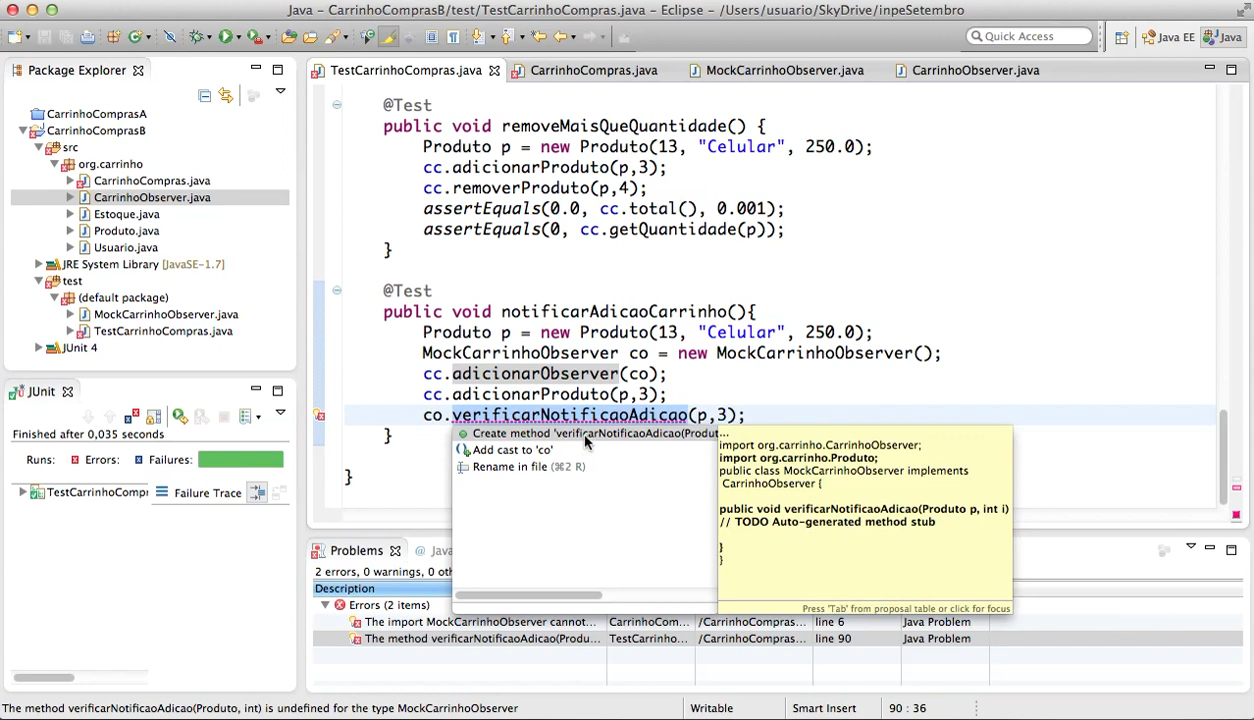 Java - CarrinhoComprasB/test/TestCarrinhoCompras.java - Eclipse - /Users/usuario/SkyDrive/inpeSetembro
Quick Access
Java EE
Java
Package Explorer
CarrinhoComprasA
CarrinhoComprasB
src
org.carrinho
CarrinhoCompras.java
CarrinhoObserver.java
Estoque.java
Produto.java
Usuario.java
JRE System Library [JavaSE-1.7]
test
(default package)
MockCarrinhoObserver.java
TestCarrinhoCompras.java
JUnit 4
JUnit
Finished after 0,035 seconds
Runs: Errors: Failures:
TestCarrinhoCompr
Failure Trace
TestCarrinhoCompras.java CarrinhoCompras.java MockCarrinhoObserver.java CarrinhoObserver.java
@Test
public void removeMaisQueQuantidade() {
Produto p = new Produto(13, "Celular", 250.0);
cc.adicionarProduto(p,3);
cc.removerProduto(p,4);
assertEquals(0.0, cc.total(), 0.001);
assertEquals(0, cc.getQuantidade(p));
}
@Test
public void notificarAdicaoCarrinho(){
Produto p = new Produto(13, "Celular", 250.0);
MockCarrinhoObserver co = new MockCarrinhoObserver();
cc.adicionarObserver(co);
cc.adicionarProduto(p,3);
co.verificarNotificaoAdicao(p,3);
}
}
Create method 'verificarNotificaoAdicao(Produt
Add cast to 'co'
Rename in file (⌘2 R)
...
import org.carrinho.CarrinhoObserver;
import org.carrinho.Produto;
public class MockCarrinhoObserver implements
CarrinhoObserver {
public void verificarNotificaoAdicao(Produto p, int i)
// TODO Auto-generated method stub
}
}
Press 'Tab' from proposal table or click for focus
Problems @ Jav
2 errors, 0 warnings, 0 oth
Description
Errors (2 items)
The import MockCarrinhoObserver cannot... CarrinhoCom... /CarrinhoCompras... line 6 Java Problem
The method verificarNotificaoAdicao(Produ... TestCarrinho... /CarrinhoCompras... line 90 Java Problem
The method verificarNotificaoAdicao(Produto, int) is undefined for the type MockCarrinhoObserver
Writable
Smart Insert
90 : 36